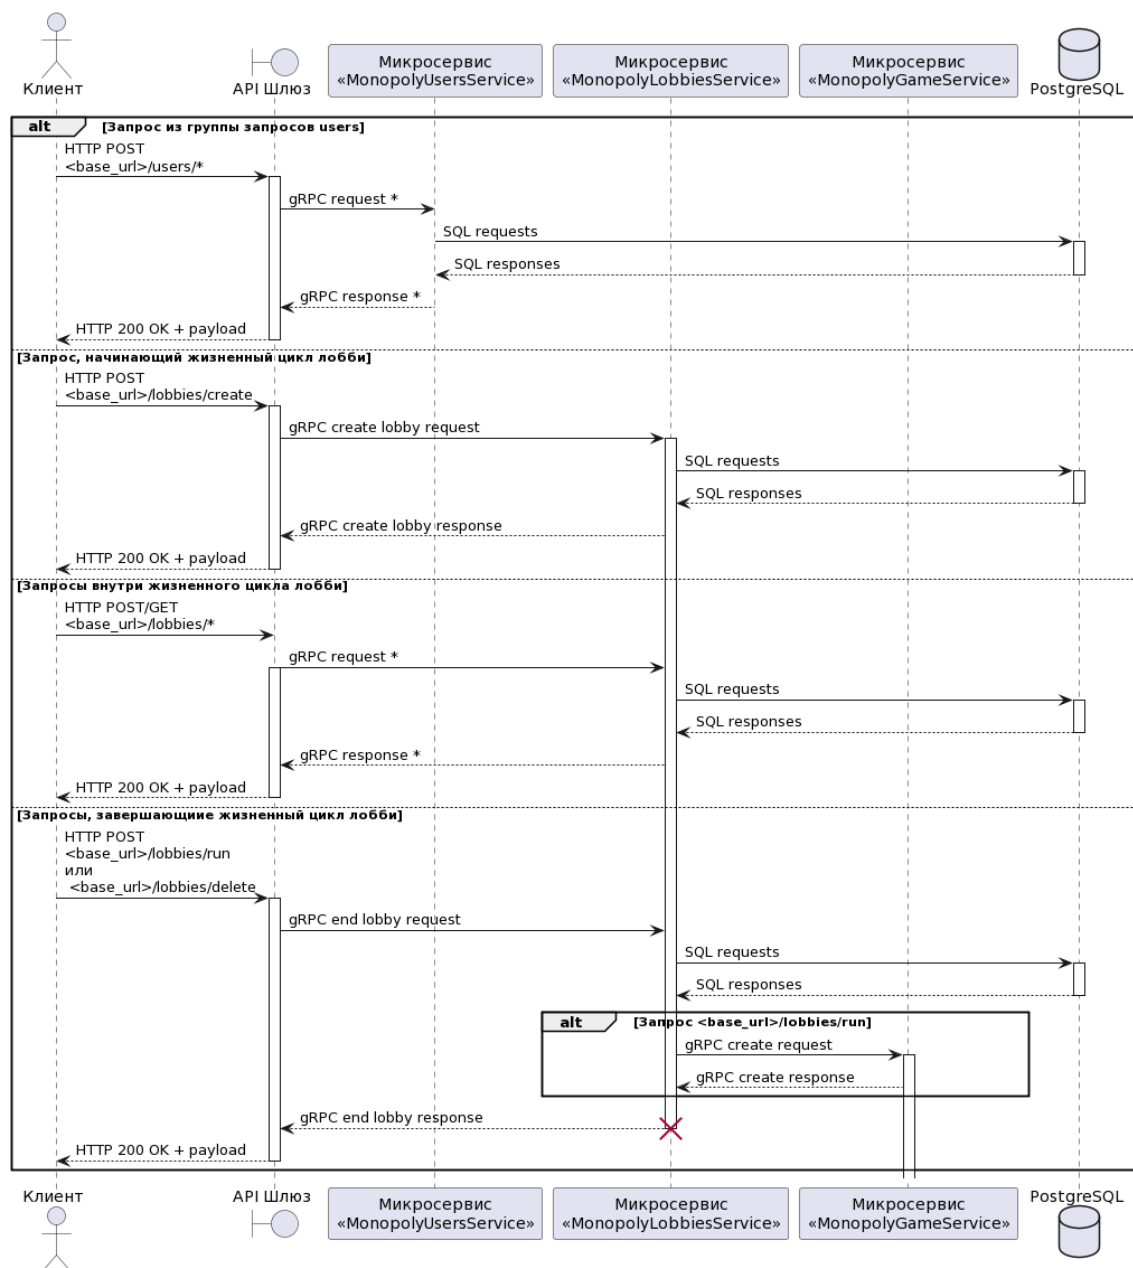 Клиент
API Шлюз
Микросервис
«MonopolyUsersService»
Микросервис
«MonopolyLobbiesService»
Микросервис
«MonopolyGameService»
PostgreSQL
alt [Запрос из группы запросов users]
HTTP POST
<base_url>/users/*
gRPC request *
SQL requests
SQL responses
gRPC response *
HTTP 200 OK + payload
[Запрос, начинающий жизненный цикл лобби]
HTTP POST
<base_url>/lobbies/create
gRPC create lobby request
SQL requests
SQL responses
gRPC create lobby response
HTTP 200 OK + payload
[Запросы внутри жизненного цикла лобби]
HTTP POST/GET
<base_url>/lobbies/*
gRPC request *
SQL requests
SQL responses
gRPC response *
HTTP 200 OK + payload
[Запросы, завершающиие жизненный цикл лобби]
HTTP POST
<base_url>/lobbies/run
или
<base_url>/lobbies/delete
gRPC end lobby request
SQL requests
SQL responses
alt [Запрос <base_url>/lobbies/run]
gRPC create request
gRPC create response
gRPC end lobby response
HTTP 200 OK + payload
Клиент
API Шлюз
Микросервис
«MonopolyUsersService»
Микросервис
«MonopolyLobbiesService»
Микросервис
«MonopolyGameService»
PostgreSQL